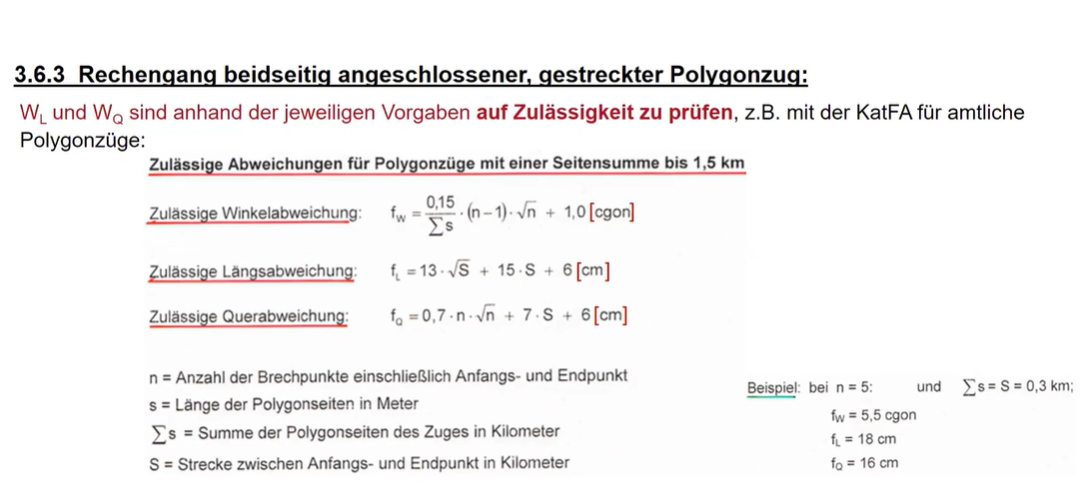 3.6.3 Rechengang beidseitig angeschlossener, gestreckter Polygonzug:
W_L und W_Q sind anhand der jeweiligen Vorgaben auf Zulässigkeit zu prüfen, z.B. mit der KatFA für amtliche
Polygonzüge:
Zulässige Abweichungen für Polygonzüge mit einer Seitensumme bis 1,5 km
Zulässige Winkelabweichung: f_w = 0,15/∑s · (n–1) · √n + 1,0 [cgon]
Zulässige Längsabweichung: f_L = 13 · √S + 15 · S + 6 [cm]
Zulässige Querabweichung: f_Q = 0,7 · n · √n + 7 · S + 6 [cm]
n = Anzahl der Brechpunkte einschließlich Anfangs- und Endpunkt
s = Länge der Polygonseiten in Meter
∑s = Summe der Polygonseiten des Zuges in Kilometer
S = Strecke zwischen Anfangs- und Endpunkt in Kilometer
Beispiel: bei n = 5: und ∑s = S = 0,3 km;
f_W = 5,5 cgon
f_L = 18 cm
f_Q = 16 cm